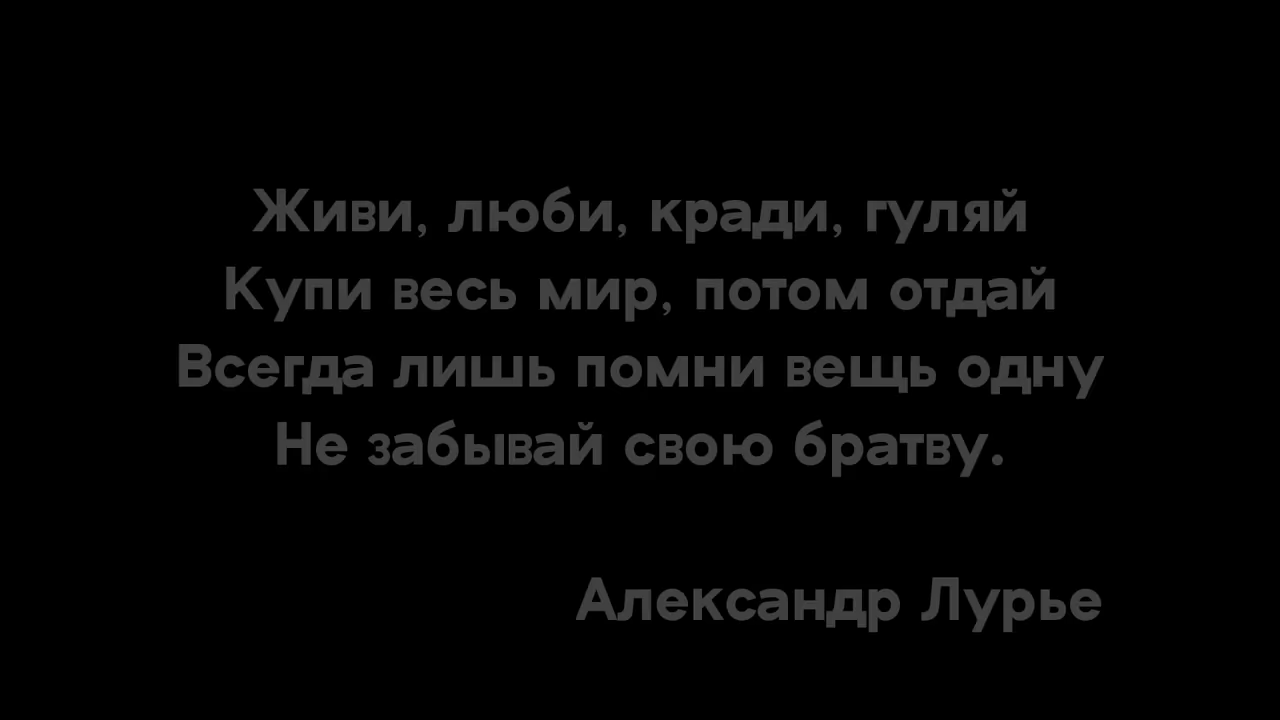 Живи, люби, кради, гуляй
Купи весь мир, потом отдай
Всегда лишь помни вещь одну
Не забывай свою братву.
Александр Лурье